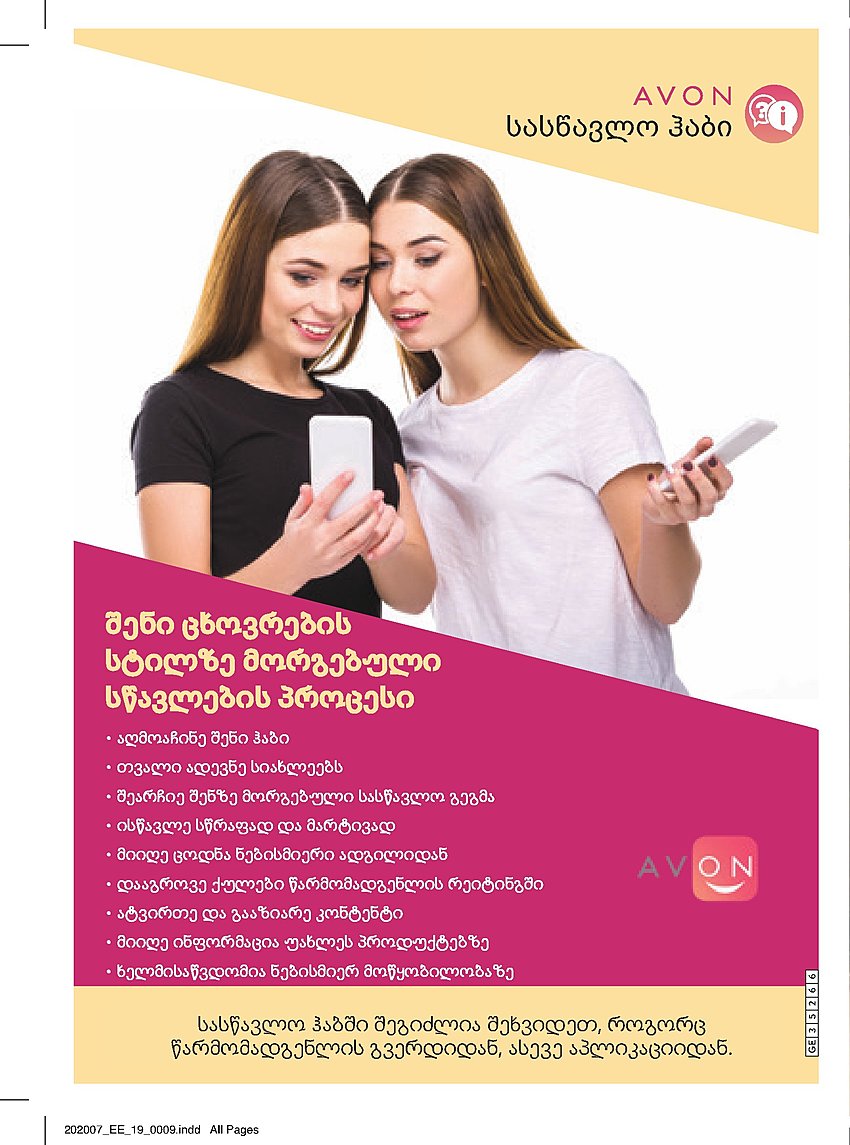 AVON
სასწავლო ჰაბი
შენი ცხოვრების
სტილზე მორგებული
სწავლების პროცესი
• აღმოაჩინე შენი ჰაბი
• თვალი ადევნე სიახლეებს
• შეარჩიე შენზე მორგებული სასწავლო გეგმა
• ისწავლე სწრაფად და მარტივად
• მიიღე ცოდნა ნებისმიერი ადგილიდან
• დააგროვე ქულები წარმომადგენლის რეიტინგში
• ატვირთე და გააზიარე კონტენტი
• მიიღე ინფორმაცია უახლეს პროდუქტებზე
• ხელმისაწვდომია ნებისმიერ მოწყობილობაზე
AVON
GE 35266
სასწავლო ჰაბში შეგიძლია შეხვიდეთ, როგორც
წარმომადგენლის გვერდიდან, ასევე აპლიკაციიდან.
202007_EE_19_0009.indd All Pages